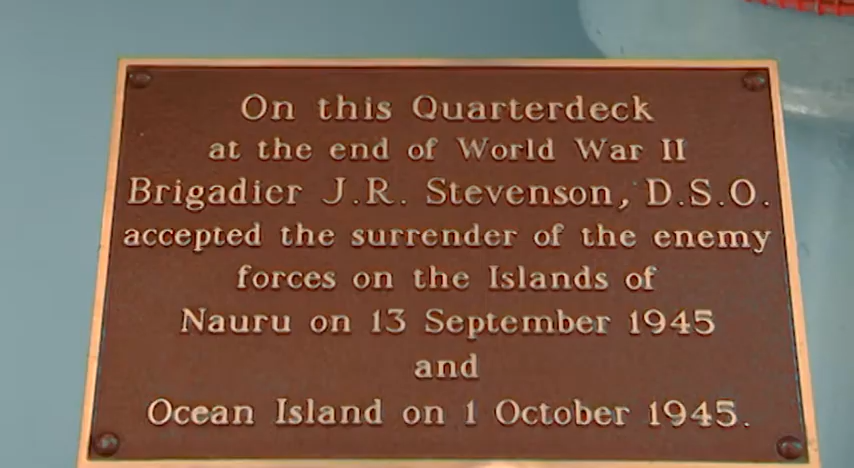 On this Quarterdeck
at the end of World War II
Brigadier J.R. Stevenson, D.S.O.
accepted the surrender of the enemy
forces on the Islands of
Nauru on 13 September 1945
and
Ocean Island on 1 October 1945.